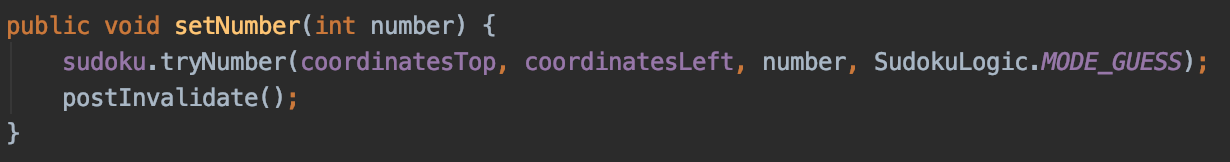 public void setNumber(int number) {
    sudoku.tryNumber(coordinatesTop, coordinatesLeft, number, SudokuLogic.MODE_GUESS);
    postInvalidate();
}